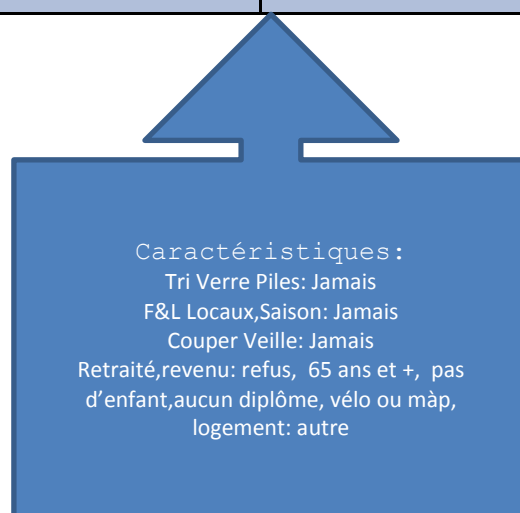 Caractéristiques:
Tri Verre Piles: Jamais
F&L Locaux,Saison: Jamais
Couper Veille: Jamais
Retraité,revenu: refus, 65 ans et +, pas
d’enfant,aucun diplôme, vélo ou màp,
logement: autre